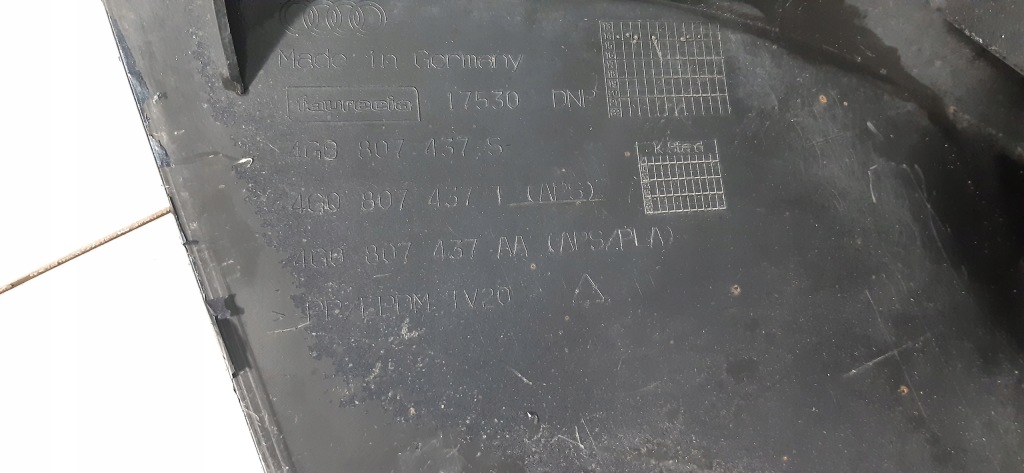 Made in Germany
faurecia 17530 DNP
4G0 807 437 S
K.Ste d
4G0 807 437 T (APS)
4G0 807 437 AA (APS/PLA)
>PP/EPDM TV20